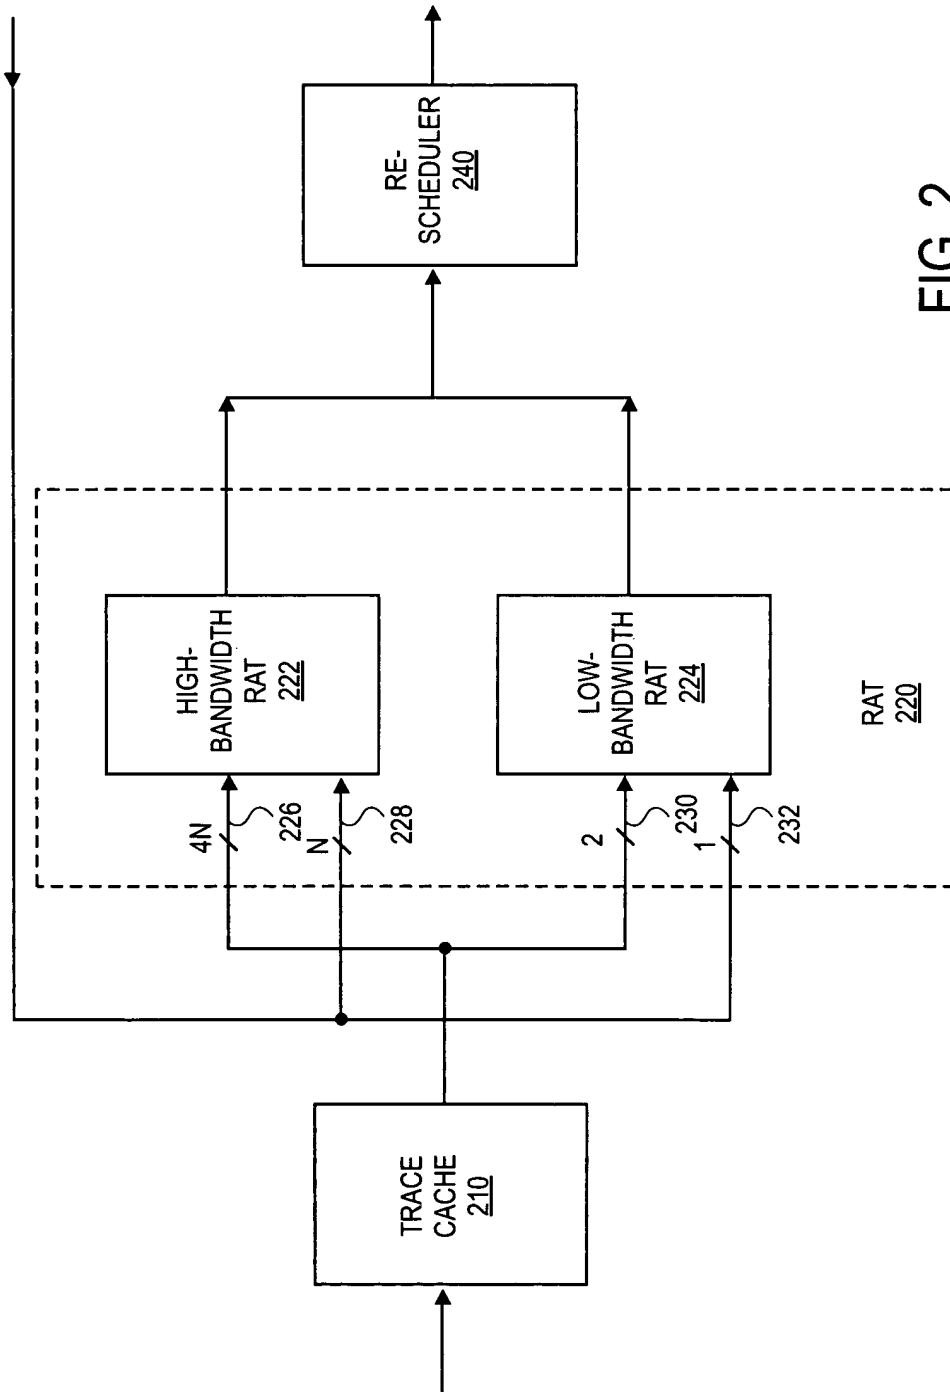 TRACE
CACHE
210
4N
226
N
228
2
230
1
232
HIGH-
BANDWIDTH
RAT
222
LOW-
BANDWIDTH
RAT
224
RAT
220
RE-
SCHEDULER
240
FIG. 2